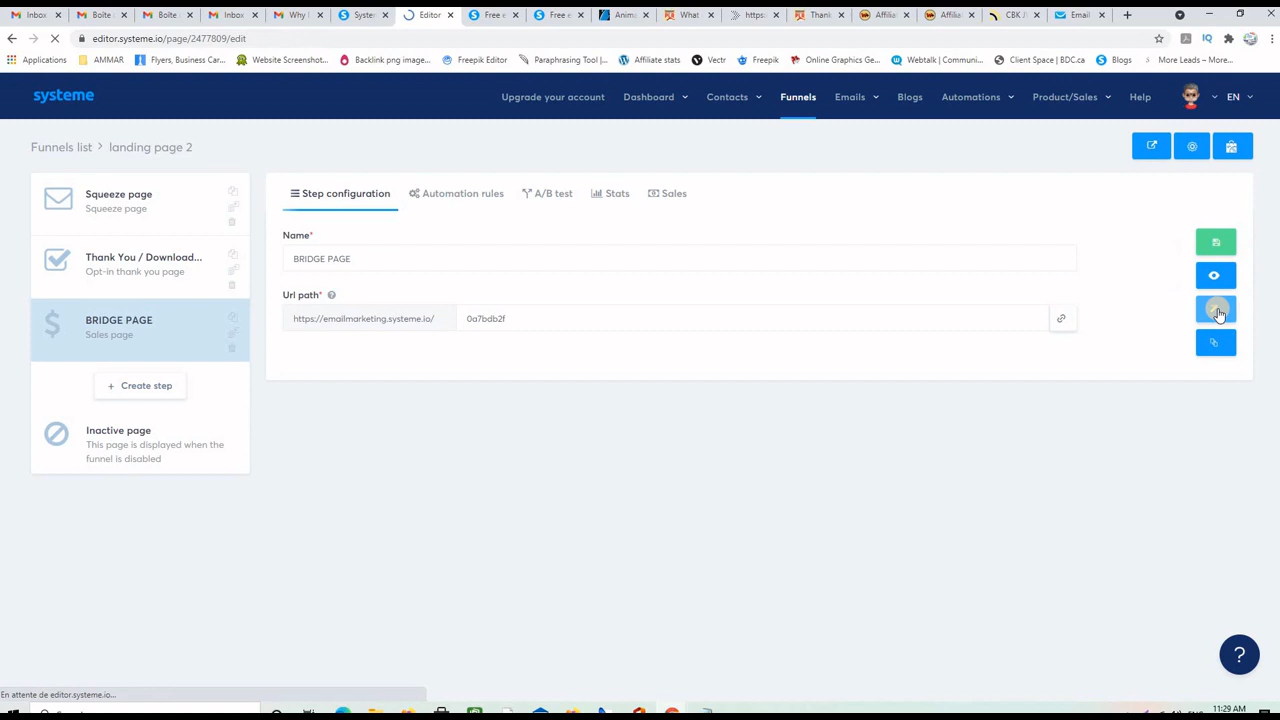 Inbox
Boîte
Boîte
Inbox
Why I
System
Editor
Free e
Free e
Anima
What
https:
Thank
Affilia
Affilia
CBK J
Email
editor.systeme.io/page/2477809/edit
Applications
AMMAR
Flyers, Business Car...
Website Screenshot...
Backlink png image...
Freepik Editor
Paraphrasing Tool |...
Affiliate stats
Vectr
Freepik
Online Graphics Ge...
Webtalk | Communi...
Client Space | BDC.ca
Blogs
More Leads – More...
systeme
Upgrade your account
Dashboard
Contacts
Funnels
Emails
Blogs
Automations
Product/Sales
Help
EN
Funnels list > landing page 2
Squeeze page
Squeeze page
Thank You / Download...
Opt-in thank you page
BRIDGE PAGE
Sales page
+ Create step
Inactive page
This page is displayed when the
funnel is disabled
Step configuration
Automation rules
A/B test
Stats
Sales
Name*
BRIDGE PAGE
Url path* ?
https://emailmarketing.systeme.io/
0a7bdb2f
?
En attente de editor.systeme.io...
11:29 AM